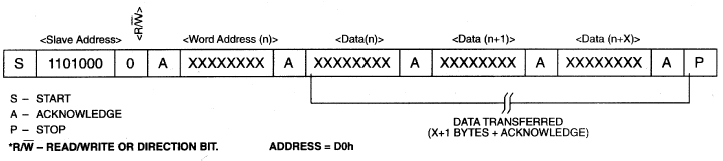 <R/W̅>
<Slave Address> <Word Address (n)> <Data(n)> <Data (n+1)> <Data (n+X)>
S 1101000 0 A XXXXXXXX A XXXXXXXX A XXXXXXXX A XXXXXXXX A P
S – START
A – ACKNOWLEDGE
P – STOP
DATA TRANSFERRED
(X+1 BYTES + ACKNOWLEDGE)
*R/W̅ – READ/WRITE OR DIRECTION BIT. ADDRESS = D0h